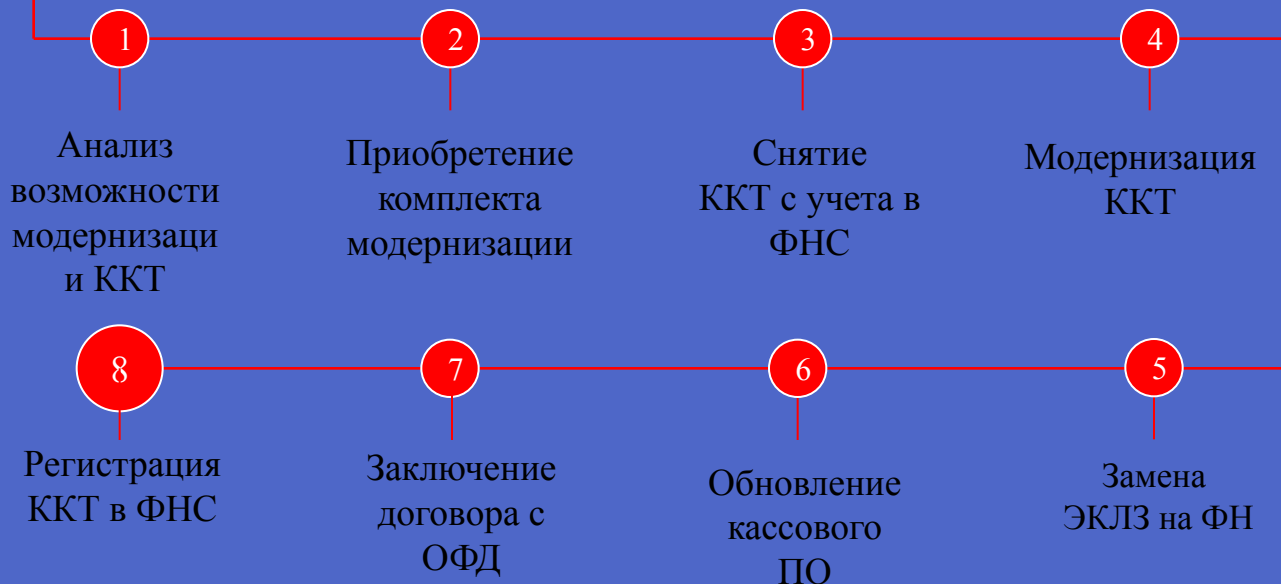 1
Анализ
возможности
модернизаци
и ККТ
2
Приобретение
комплекта
модернизации
3
Снятие
ККТ с учета в
ФНС
4
Модернизация
ККТ
8
Регистрация
ККТ в ФНС
7
Заключение
договора с
ОФД
6
Обновление
кассового
ПО
5
Замена
ЭКЛЗ на ФН